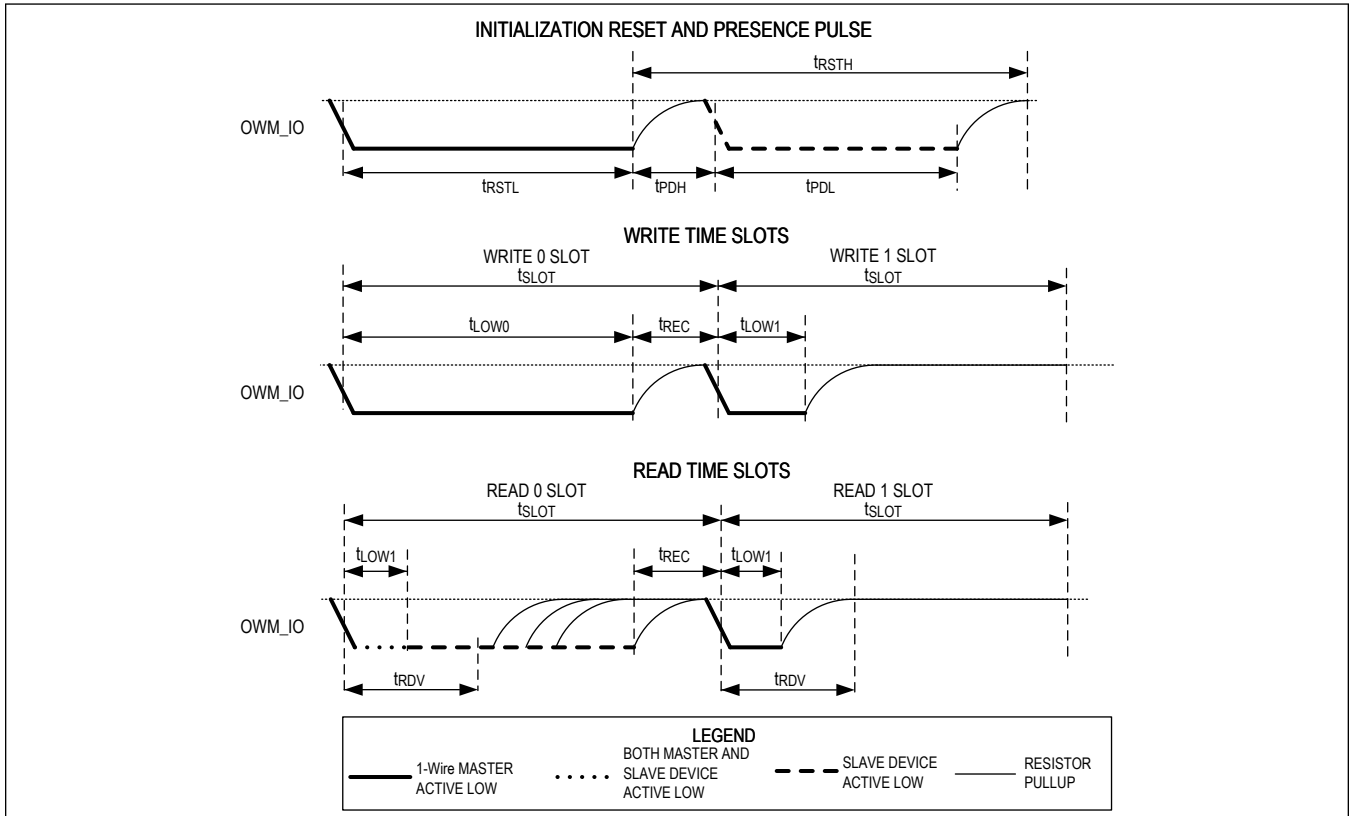 INITIALIZATION RESET AND PRESENCE PULSE
tRSTH
OWM_IO
tRSTL
tPDH
tPDL
WRITE TIME SLOTS
WRITE 0 SLOT
tSLOT
WRITE 1 SLOT
tSLOT
tLOW0
tREC
tLOW1
OWM_IO
READ TIME SLOTS
READ 0 SLOT
tSLOT
READ 1 SLOT
tSLOT
tLOW1
tREC
tLOW1
OWM_IO
tRDV
tRDV
LEGEND
1-Wire MASTER
ACTIVE LOW
BOTH MASTER AND
SLAVE DEVICE
ACTIVE LOW
SLAVE DEVICE
ACTIVE LOW
RESISTOR
PULLUP